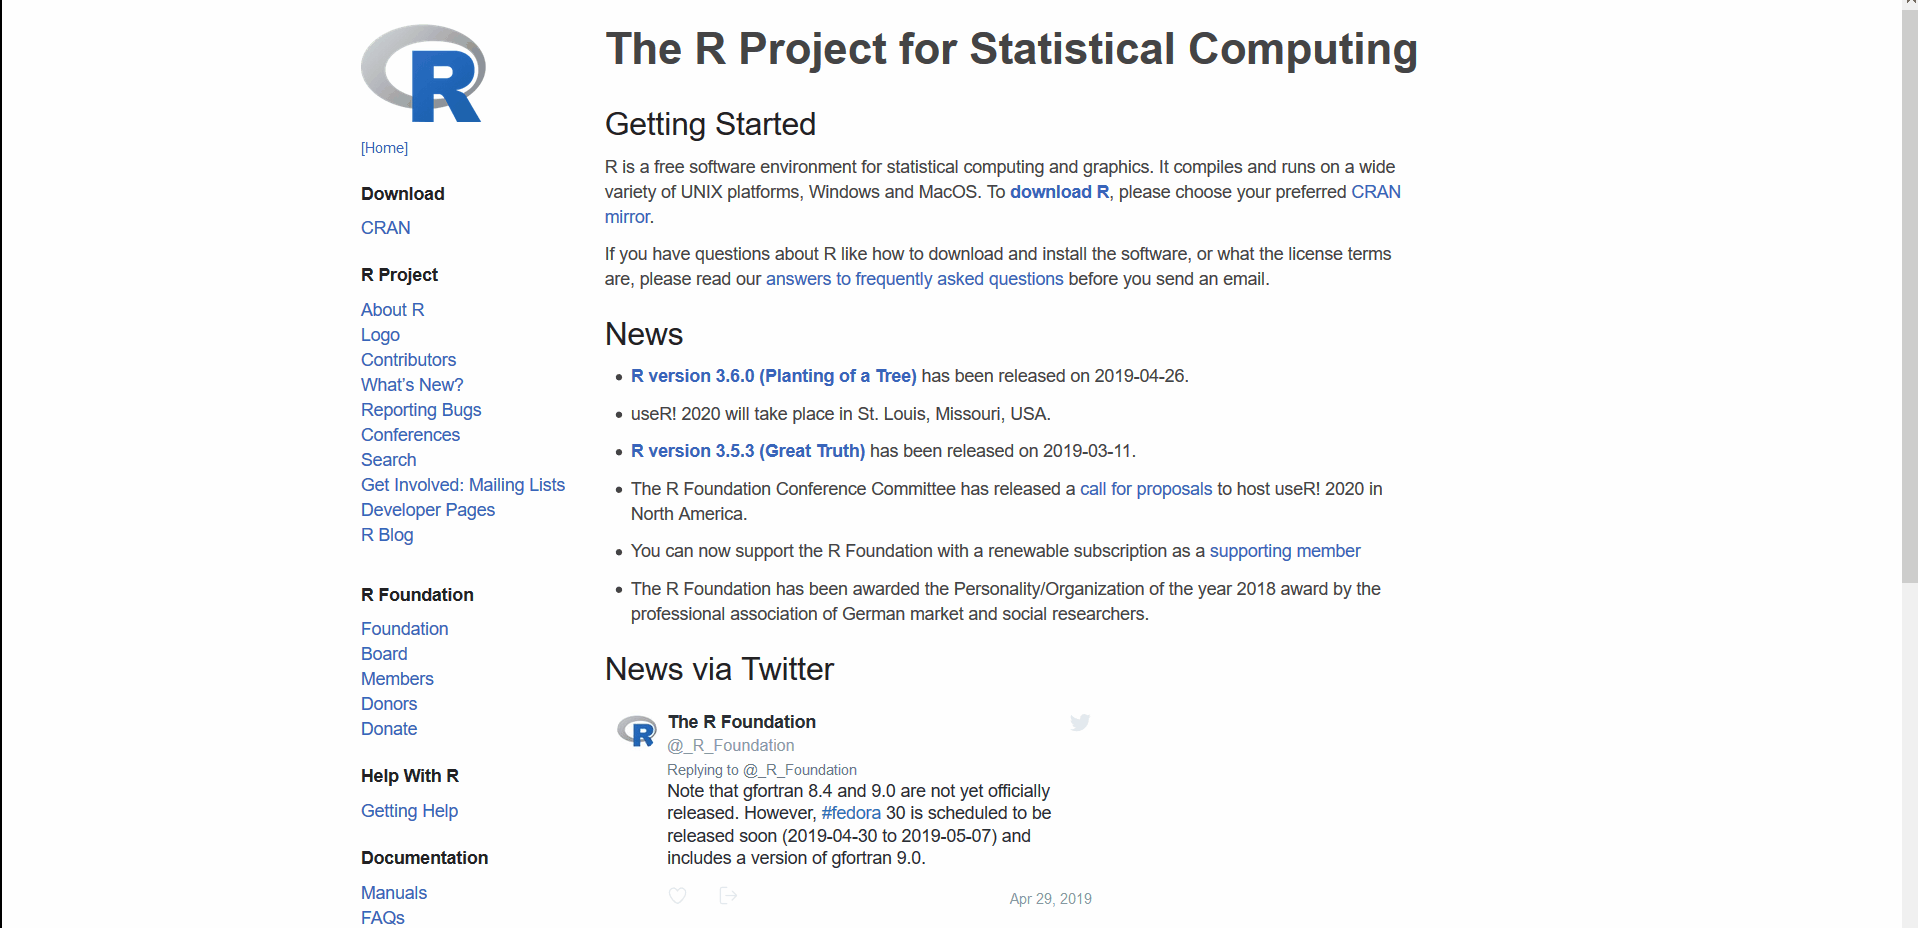 R
[Home]
Download
CRAN
R Project
About R
Logo
Contributors
What's New?
Reporting Bugs
Conferences
Search
Get Involved: Mailing Lists
Developer Pages
R Blog
R Foundation
Foundation
Board
Members
Donors
Donate
Help With R
Getting Help
Documentation
Manuals
FAQs
The R Project for Statistical Computing
Getting Started
R is a free software environment for statistical computing and graphics. It compiles and runs on a wide
variety of UNIX platforms, Windows and MacOS. To download R, please choose your preferred CRAN
mirror.
If you have questions about R like how to download and install the software, or what the license terms
are, please read our answers to frequently asked questions before you send an email.
News
• R version 3.6.0 (Planting of a Tree) has been released on 2019-04-26.
• useR! 2020 will take place in St. Louis, Missouri, USA.
• R version 3.5.3 (Great Truth) has been released on 2019-03-11.
• The R Foundation Conference Committee has released a call for proposals to host useR! 2020 in
North America.
• You can now support the R Foundation with a renewable subscription as a supporting member
• The R Foundation has been awarded the Personality/Organization of the year 2018 award by the
professional association of German market and social researchers.
News via Twitter
R
The R Foundation
@_R_Foundation
Replying to @_R_Foundation
Note that gfortran 8.4 and 9.0 are not yet officially
released. However, #fedora 30 is scheduled to be
released soon (2019-04-30 to 2019-05-07) and
includes a version of gfortran 9.0.
Apr 29, 2019